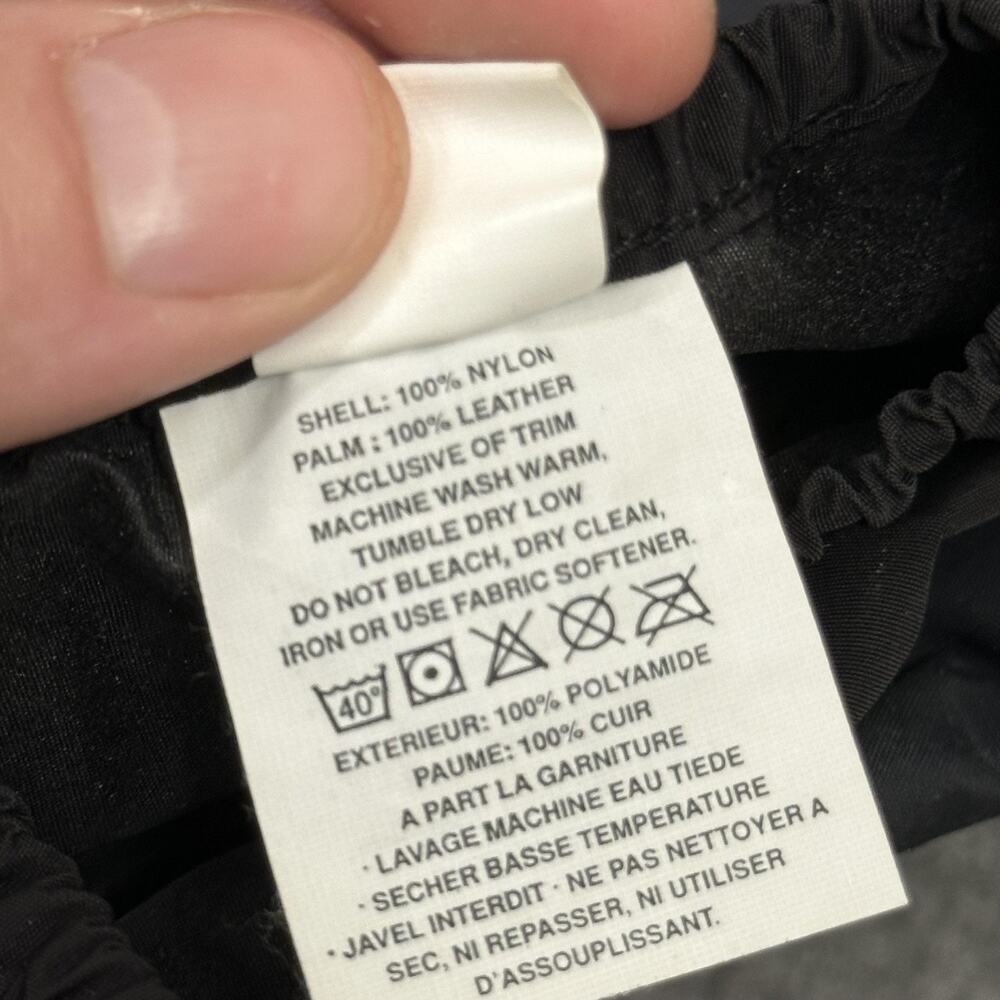 SHELL: 100% NYLON
PALM : 100% LEATHER
EXCLUSIVE OF TRIM
MACHINE WASH WARM,
TUMBLE DRY LOW
DO NOT BLEACH, DRY CLEAN,
IRON OR USE FABRIC SOFTENER.
40°
EXTERIEUR: 100% POLYAMIDE
PAUME: 100% CUIR
A PART LA GARNITURE
· LAVAGE MACHINE EAU TIEDE
· SECHER BASSE TEMPERATURE
· JAVEL INTERDIT · NE PAS NETTOYER A
SEC, NI REPASSER, NI UTILISER
D'ASSOUPLISSANT.